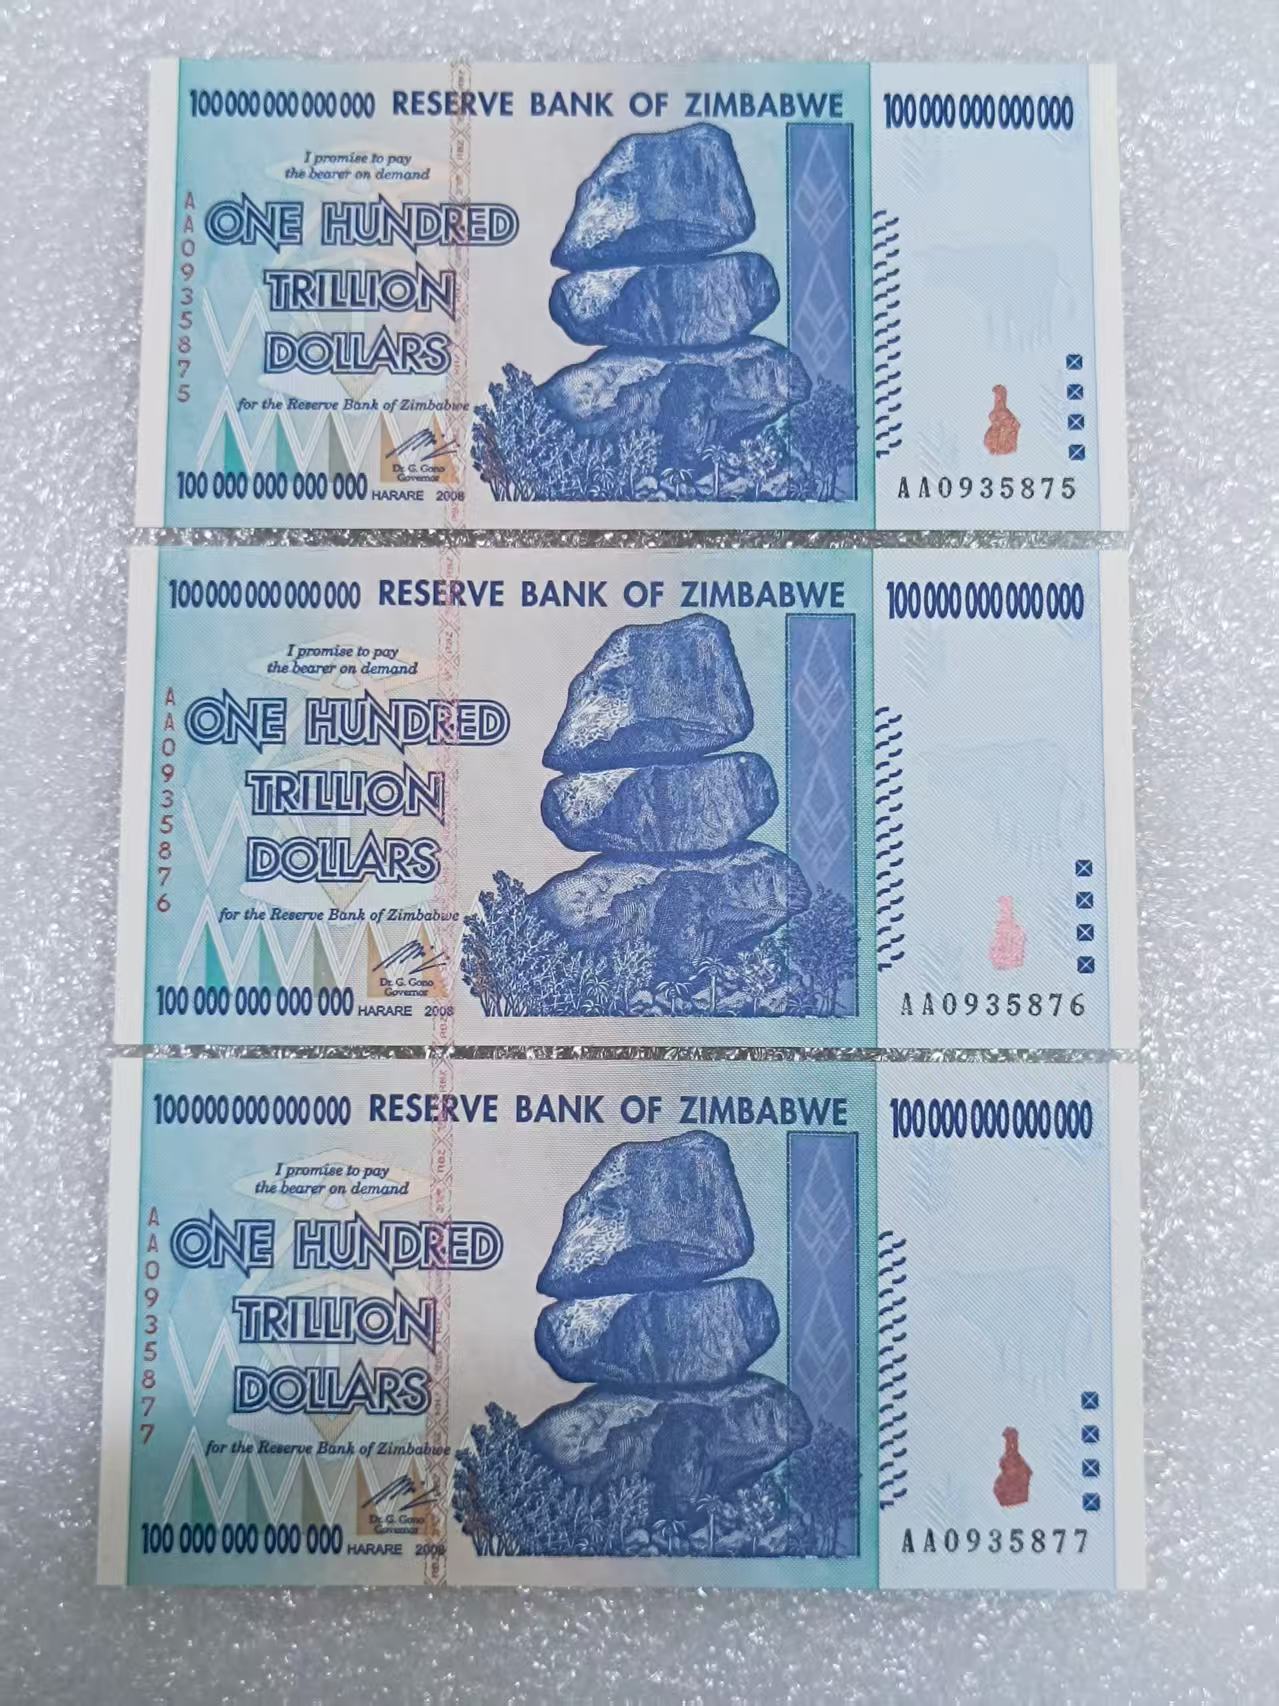 100 000 000 000 000 RESERVE BANK OF ZIMBABWE 100 000 000 000 000
I promise to pay
the bearer on demand
AA0935875
ONE HUNDRED
TRILLION
DOLLARS
for the Reserve Bank of Zimbabwe
Dr. G. Gono
Governor
100 000 000 000 000 HARARE 2008
AA0935875
100 000 000 000 000 RESERVE BANK OF ZIMBABWE 100 000 000 000 000
I promise to pay
the bearer on demand
AA0935876
ONE HUNDRED
TRILLION
DOLLARS
for the Reserve Bank of Zimbabwe
Dr. G. Gono
Governor
100 000 000 000 000 HARARE 2008
AA0935876
100 000 000 000 000 RESERVE BANK OF ZIMBABWE 100 000 000 000 000
I promise to pay
the bearer on demand
AA0935877
ONE HUNDRED
TRILLION
DOLLARS
for the Reserve Bank of Zimbabwe
Dr. G. Gono
Governor
100 000 000 000 000 HARARE 2008
AA0935877